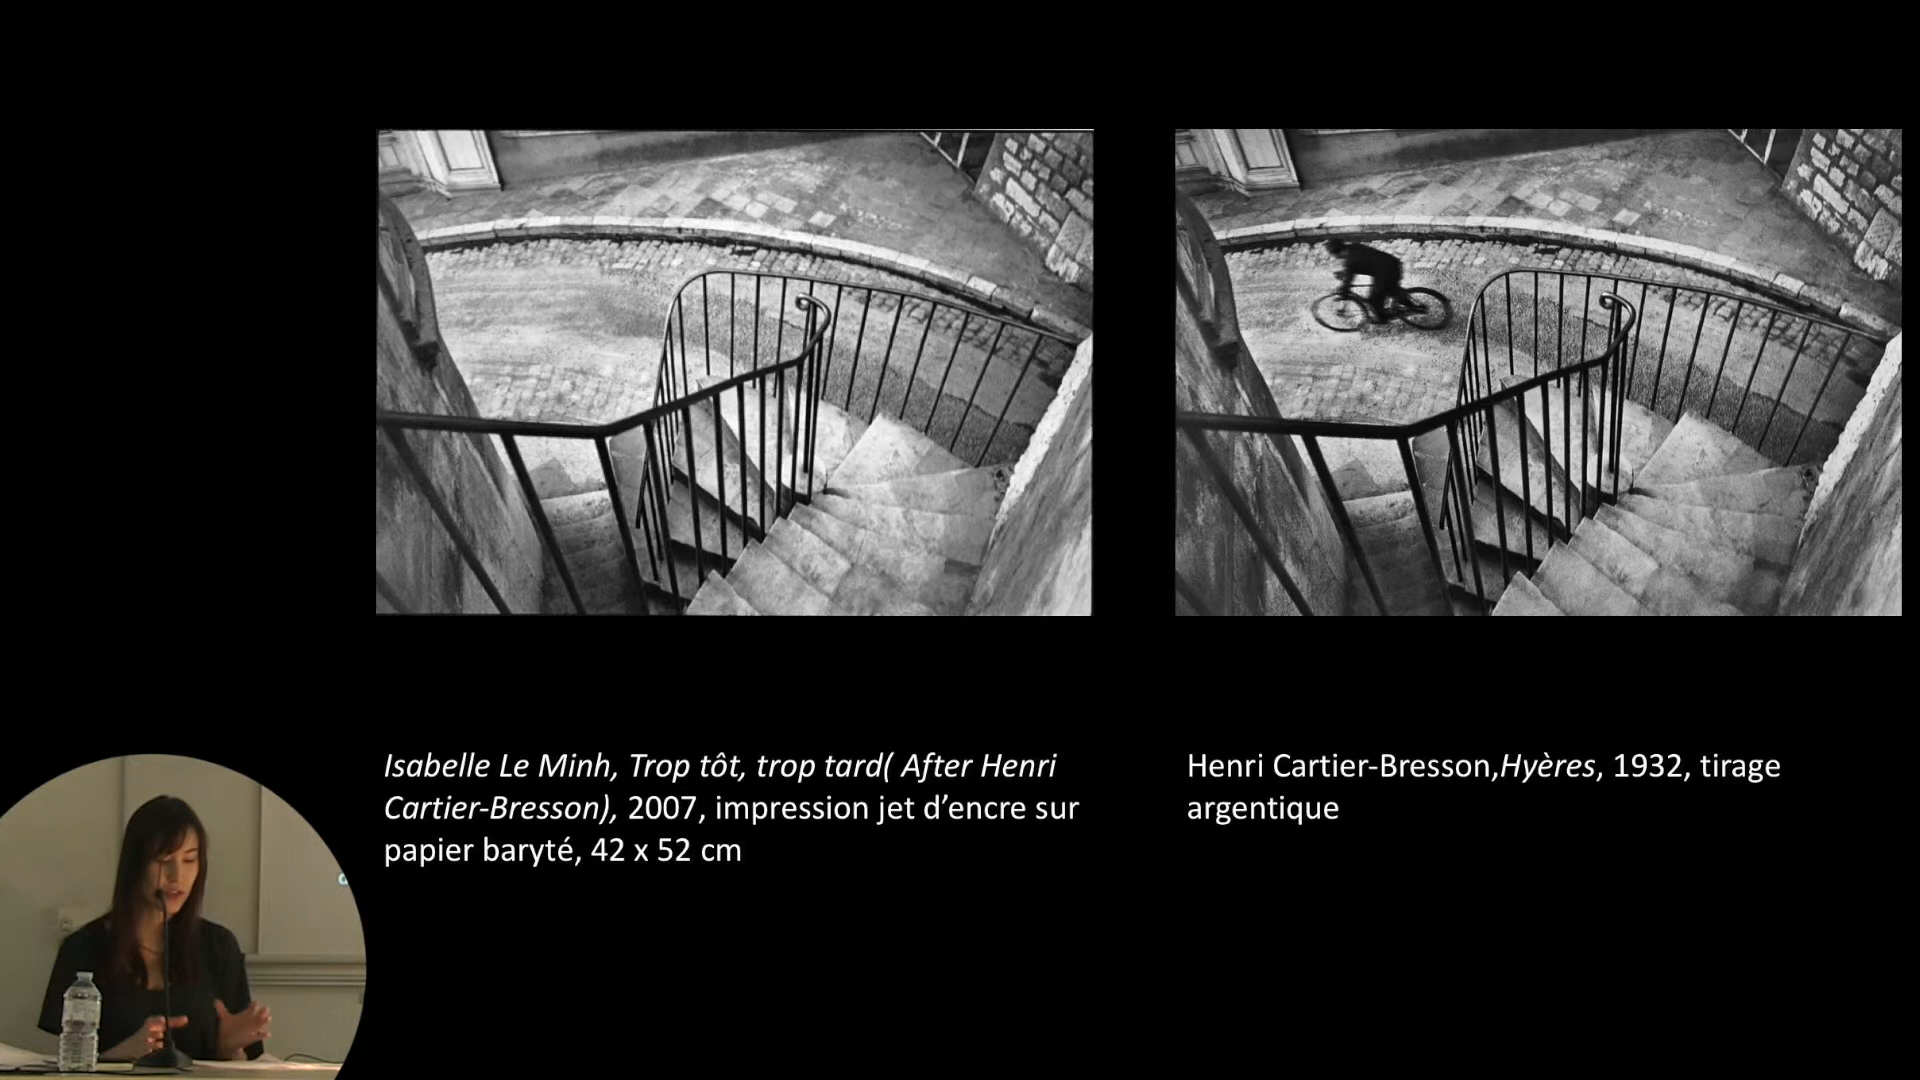 Isabelle Le Minh, Trop tôt, trop tard( After Henri
Cartier-Bresson), 2007, impression jet d’encre sur
papier baryté, 42 x 52 cm
Henri Cartier-Bresson,Hyères, 1932, tirage
argentique